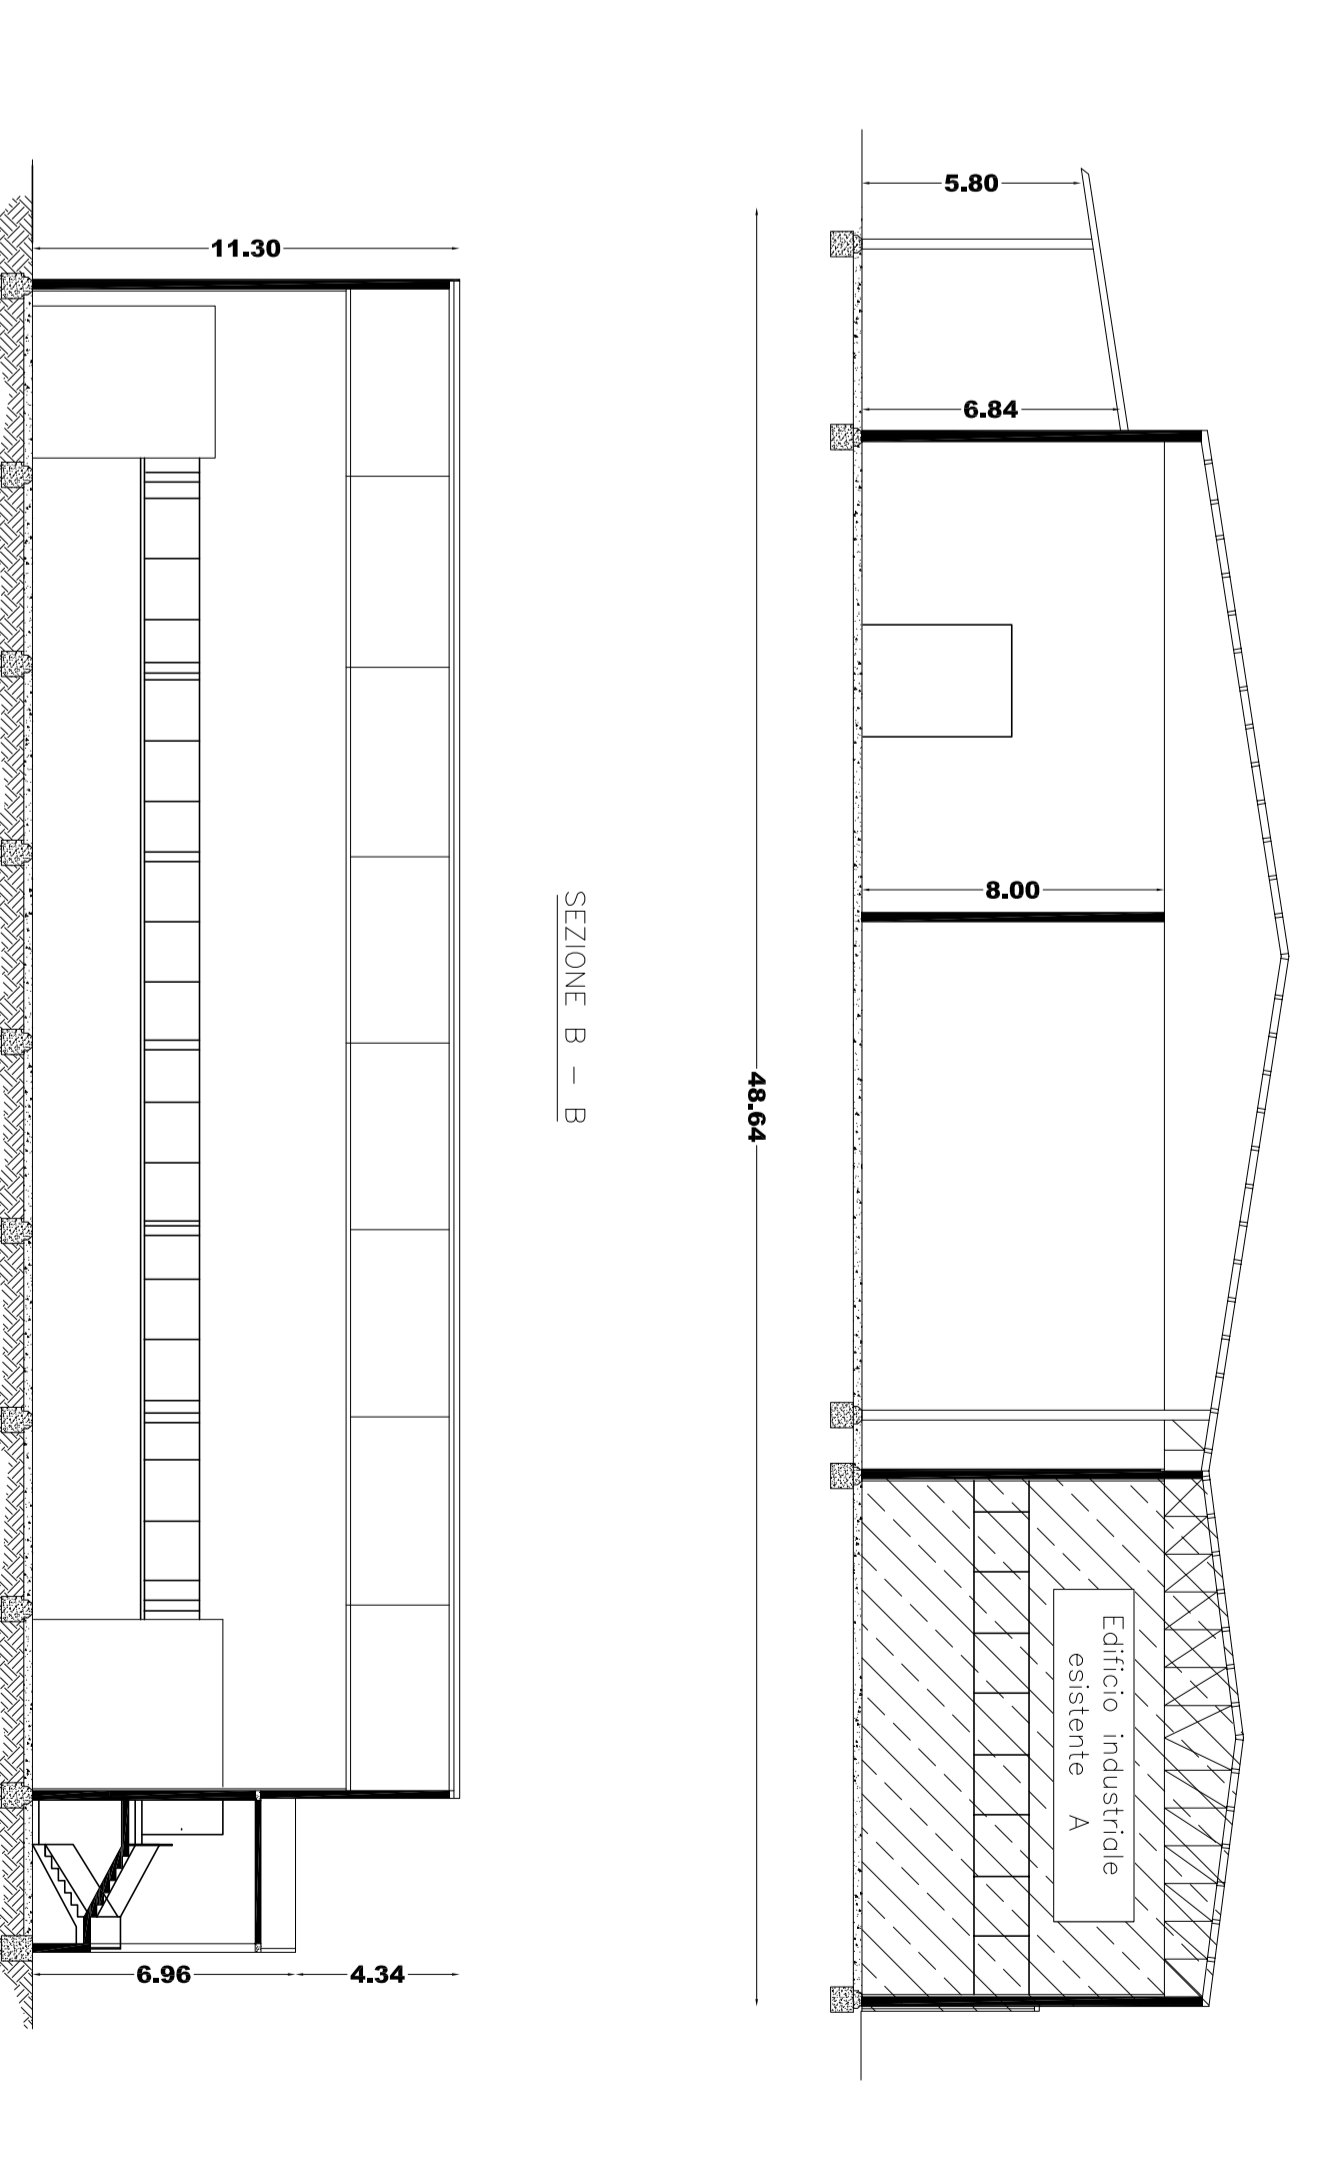 5.80
6.84
8.00
Edificio industriale
esistente A
48.64
SEZIONE B – B
11.30
6.96
4.34